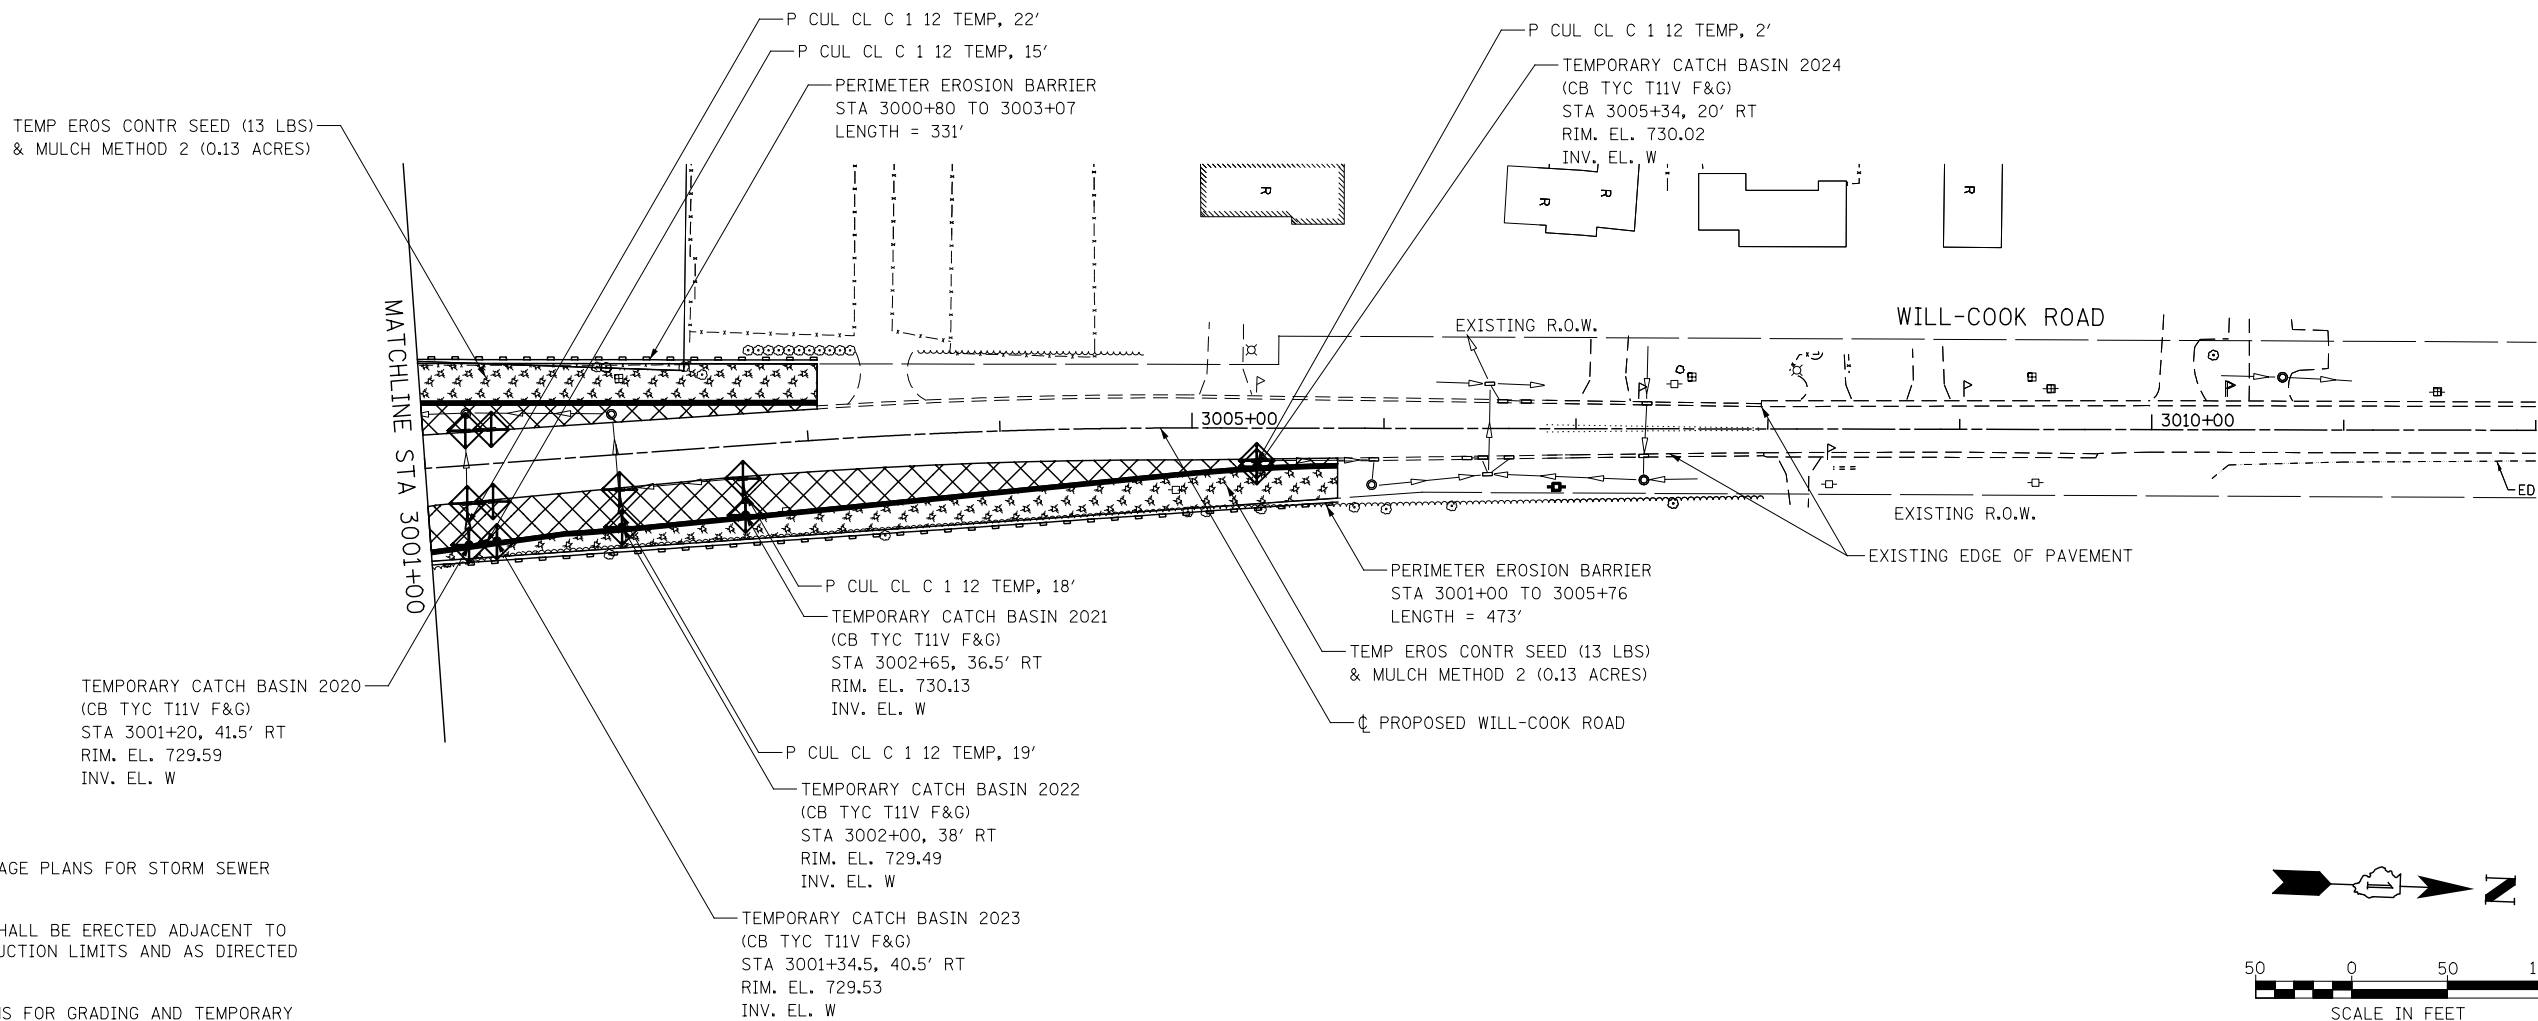 P CUL CL C 1 12 TEMP, 22'
P CUL CL C 1 12 TEMP, 15'
PERIMETER EROSION BARRIER
STA 3000+80 TO 3003+07
LENGTH = 331'
P CUL CL C 1 12 TEMP, 2'
TEMPORARY CATCH BASIN 2024
(CB TYC T11V F&G)
STA 3005+34, 20' RT
RIM. EL. 730.02
INV. EL. W
TEMP EROS CONTR SEED (13 LBS)
& MULCH METHOD 2 (0.13 ACRES)
R
R
R
R
MATCHLINE STA 3001+00
EXISTING R.O.W.
WILL-COOK ROAD
3005+00
3010+00
ED
EXISTING R.O.W.
EXISTING EDGE OF PAVEMENT
PERIMETER EROSION BARRIER
STA 3001+00 TO 3005+76
LENGTH = 473'
TEMP EROS CONTR SEED (13 LBS)
& MULCH METHOD 2 (0.13 ACRES)
℄ PROPOSED WILL-COOK ROAD
P CUL CL C 1 12 TEMP, 18'
TEMPORARY CATCH BASIN 2021
(CB TYC T11V F&G)
STA 3002+65, 36.5' RT
RIM. EL. 730.13
INV. EL. W
TEMPORARY CATCH BASIN 2020
(CB TYC T11V F&G)
STA 3001+20, 41.5' RT
RIM. EL. 729.59
INV. EL. W
P CUL CL C 1 12 TEMP, 19'
TEMPORARY CATCH BASIN 2022
(CB TYC T11V F&G)
STA 3002+00, 38' RT
RIM. EL. 729.49
INV. EL. W
TEMPORARY CATCH BASIN 2023
(CB TYC T11V F&G)
STA 3001+34.5, 40.5' RT
RIM. EL. 729.53
INV. EL. W
AGE PLANS FOR STORM SEWER
HALL BE ERECTED ADJACENT TO
UCTION LIMITS AND AS DIRECTED
NS FOR GRADING AND TEMPORARY
N
50 0 50 1
SCALE IN FEET